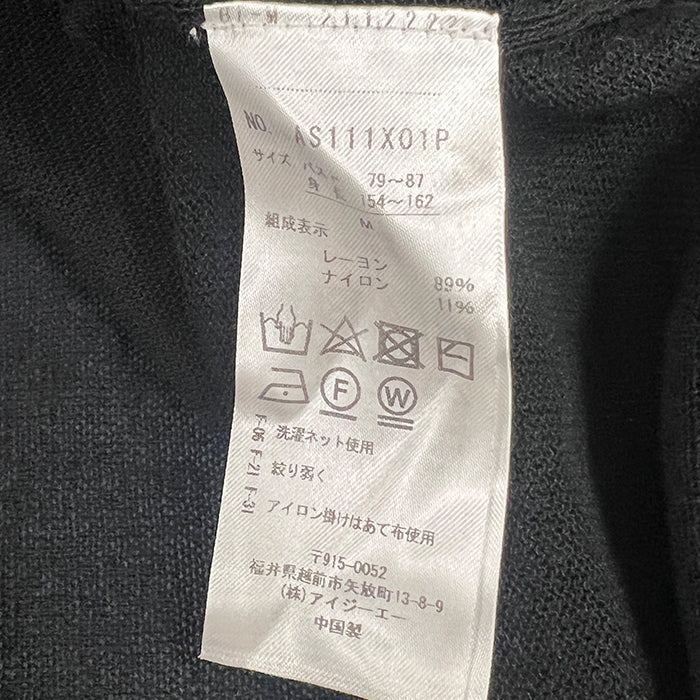 NO. AS111X01P
サイズ バスト 79～87
身長 154～162
M
組成表示
レーヨン 89%
ナイロン 11%
F
W
F-06 洗濯ネット使用
F-21 絞り弱く
F-31 アイロン掛けはあて布使用
〒915-0052
福井県越前市矢放町13-8-9
(株)アイジーエー
中国製